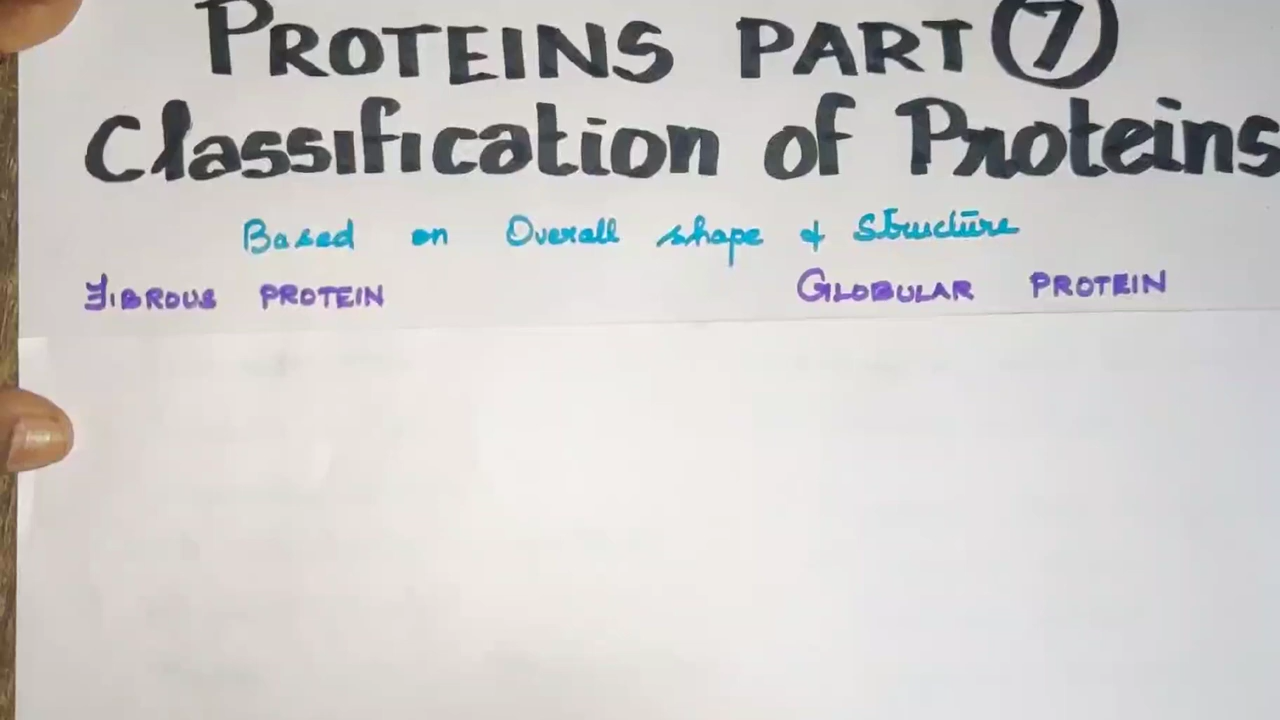 PROTEINS PART 7
Classification of Proteins
Based on Overall shape & Structure
FIBROUS PROTEIN GLOBULAR PROTEIN